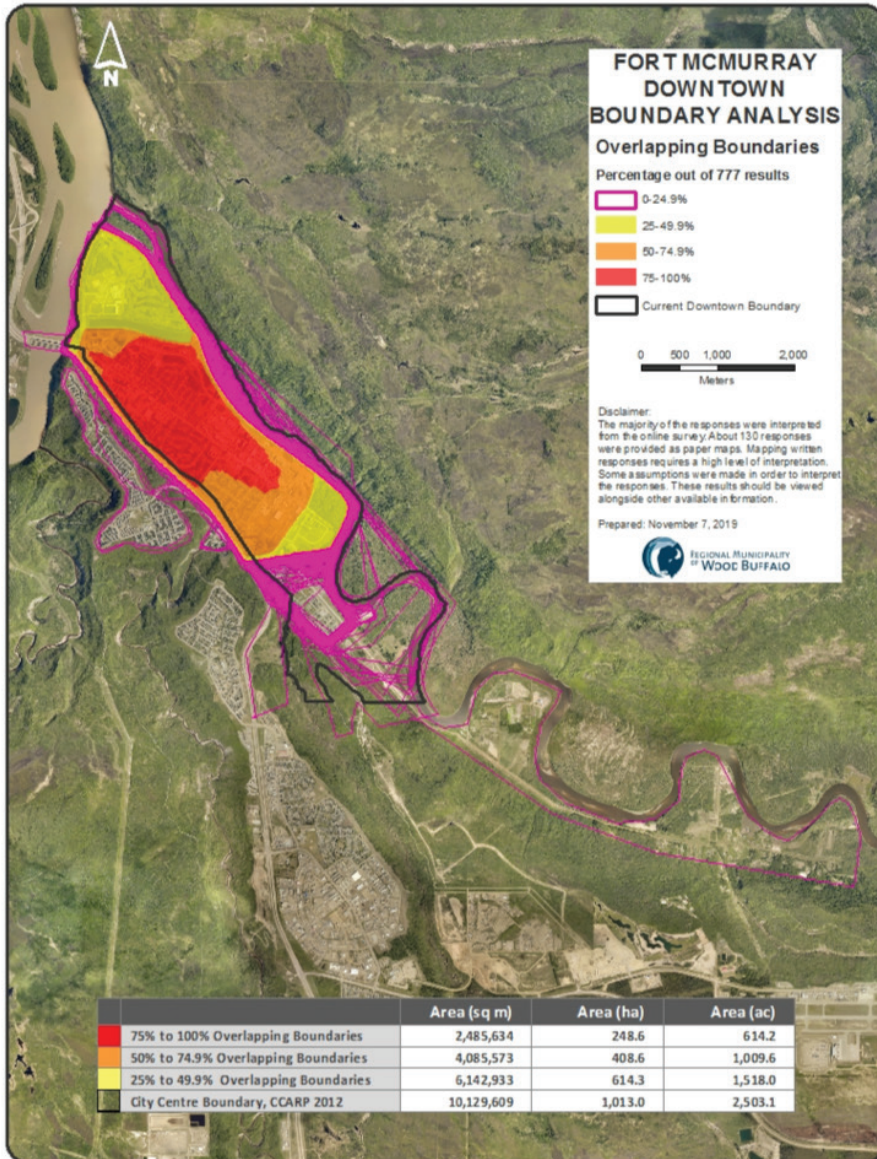 N
FORT MCMURRAY
DOWNTOWN
BOUNDARY ANALYSIS
Overlapping Boundaries
Percentage out of 777 results
0-24.9%
25-49.9%
50-74.9%
75-100%
Current Downtown Boundary
0 500 1,000 2,000
Meters
Disclaimer:
The majority of the responses were interpreted
from the online survey. About 130 responses
were provided as paper maps. Mapping written
responses requires a high level of interpretation.
Some assumptions were made in order to interpret
the responses. These results should be viewed
alongside other available information.
Prepared: November 7, 2019
REGIONAL MUNICIPALITY
OF WOOD BUFFALO
Area (sq m) Area (ha) Area (ac)
75% to 100% Overlapping Boundaries 2,485,634 248.6 614.2
50% to 74.9% Overlapping Boundaries 4,085,573 408.6 1,009.6
25% to 49.9% Overlapping Boundaries 6,142,933 614.3 1,518.0
City Centre Boundary, CCARP 2012 10,129,609 1,013.0 2,503.1